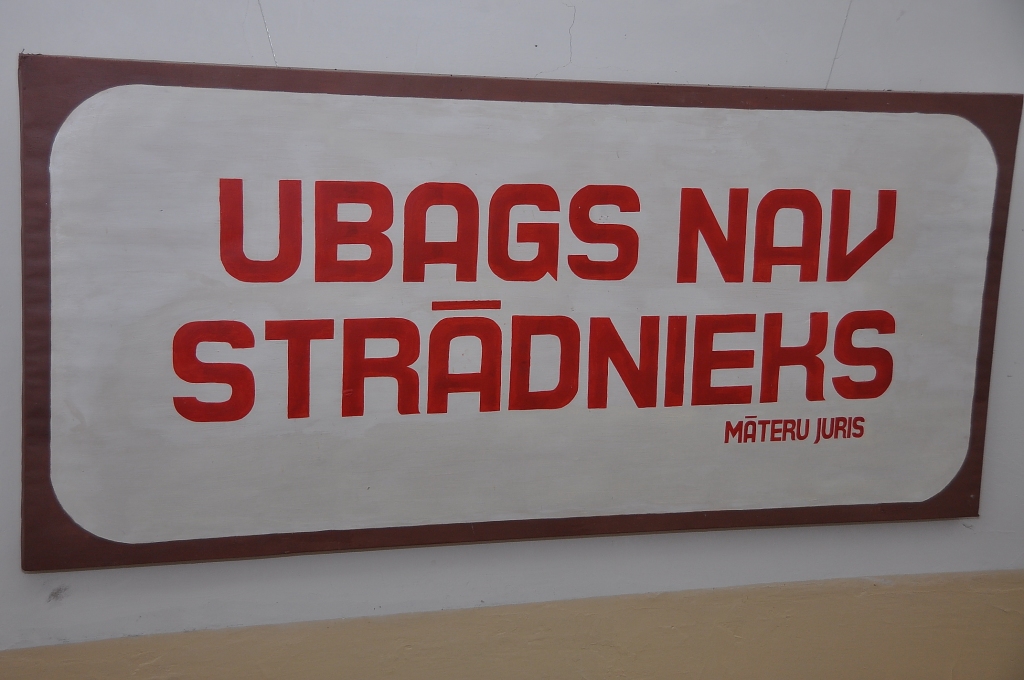 UBAGS NAV
STRĀDNIEKS
MĀTERU JURIS